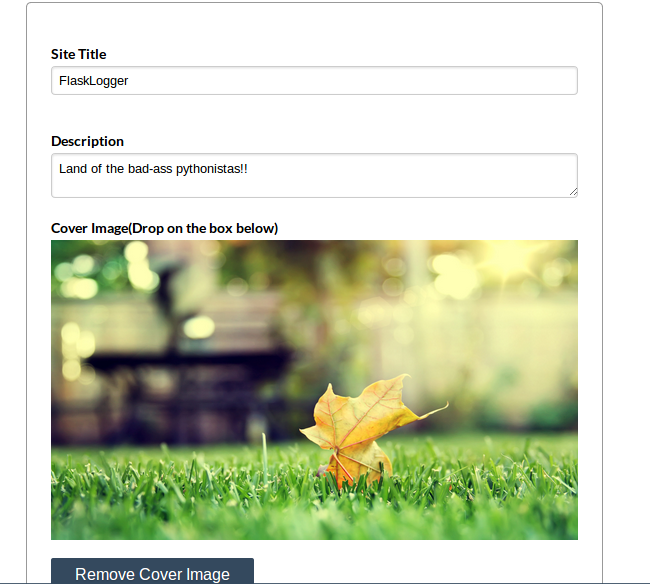 Site Title
FlaskLogger
Description
Land of the bad-ass pythonistas!!
Cover Image(Drop on the box below)
Remove Cover Image